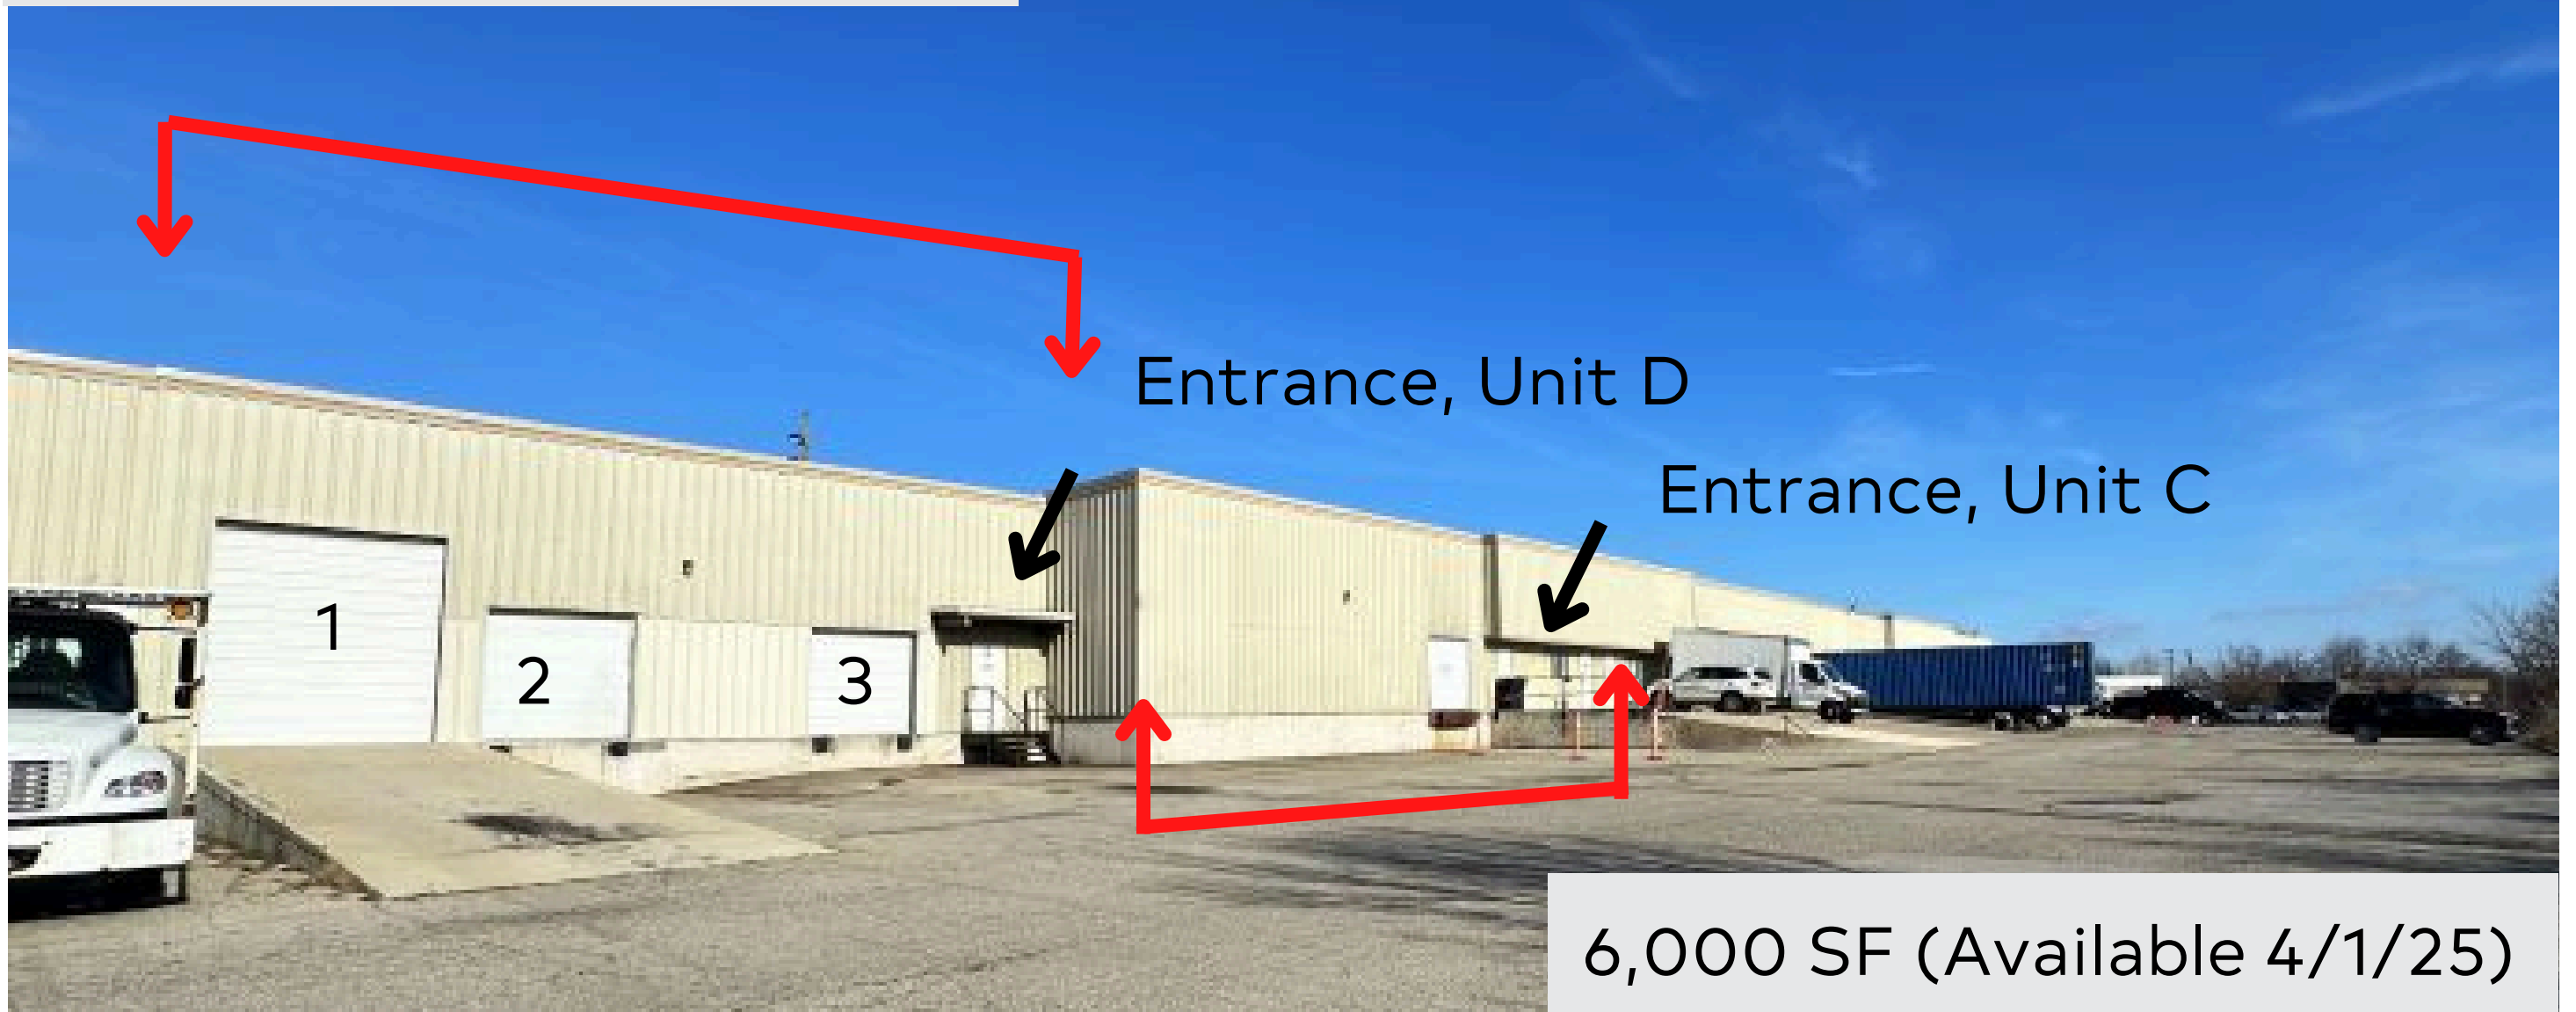 Entrance, Unit D
Entrance, Unit C
1
2
3
6,000 SF (Available 4/1/25)